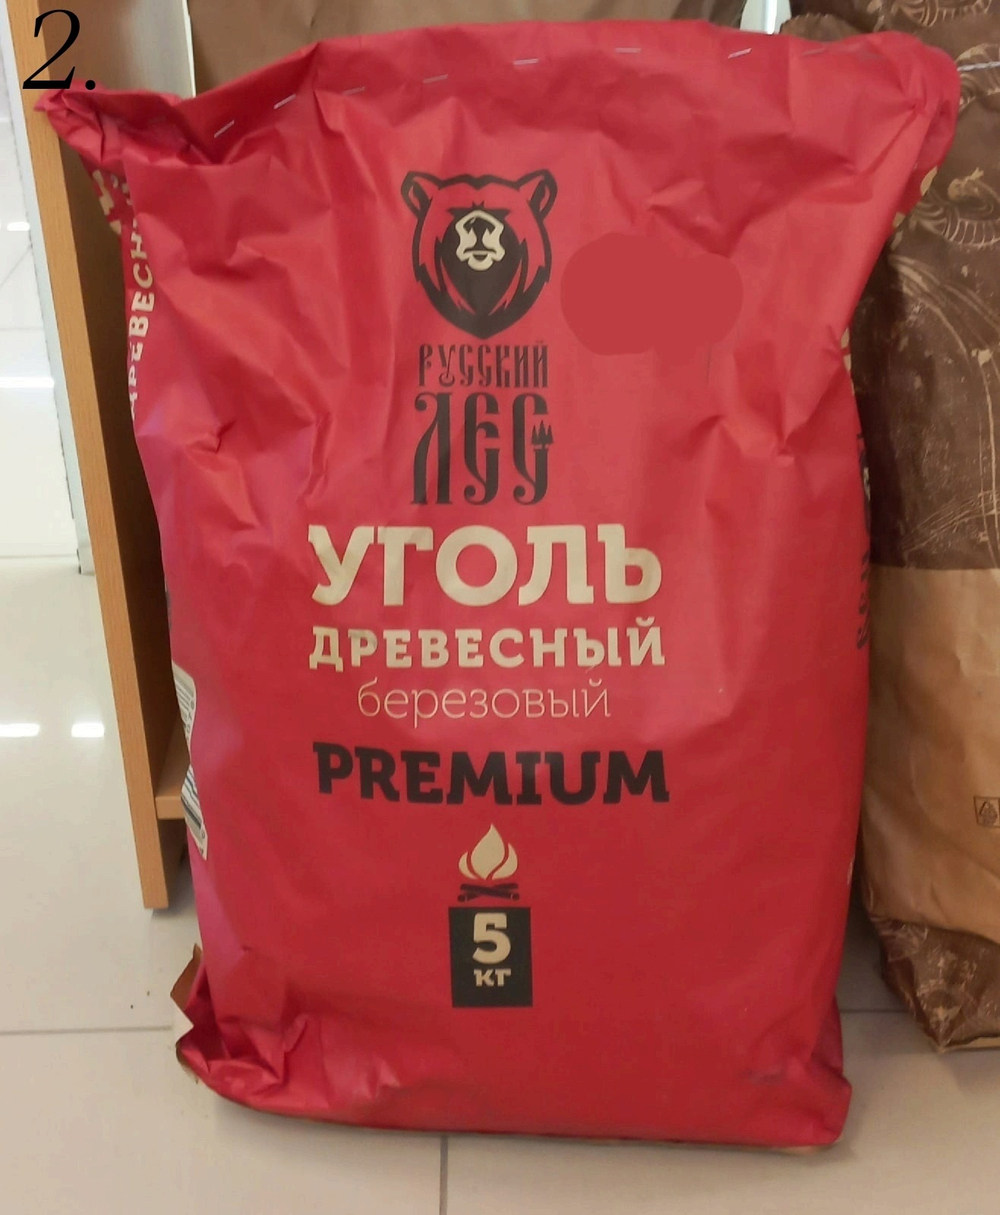 2.
РУССКИЙ
ЛЕС
УГОЛЬ
ДРЕВЕСНЫЙ
березовый
PREMIUM
5
КГ